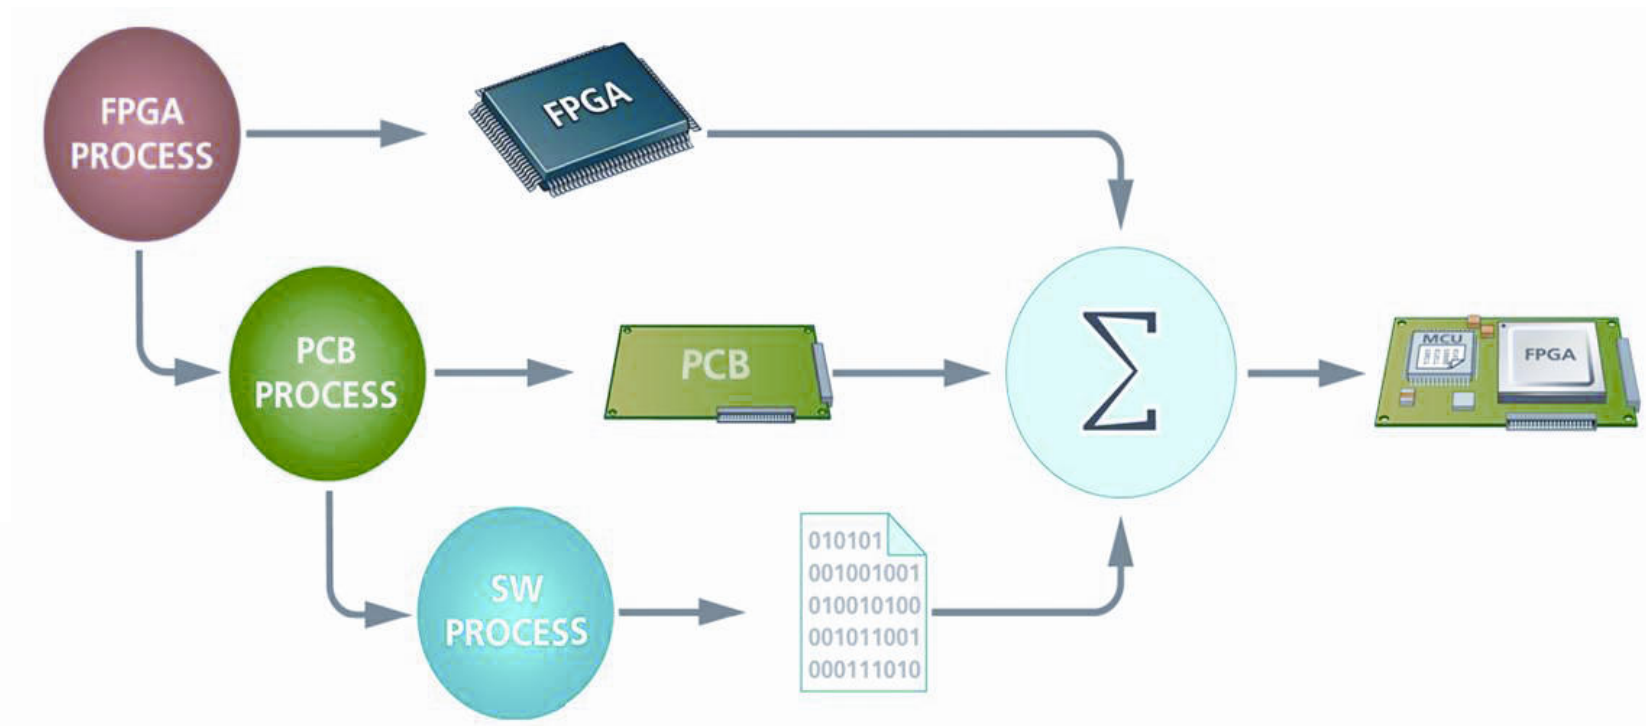 FPGA
PROCESS
FPGA
PCB
PROCESS
PCB
Σ
MCU
FPGA
SW
PROCESS
010101
001001001
010010100
001011001
000111010